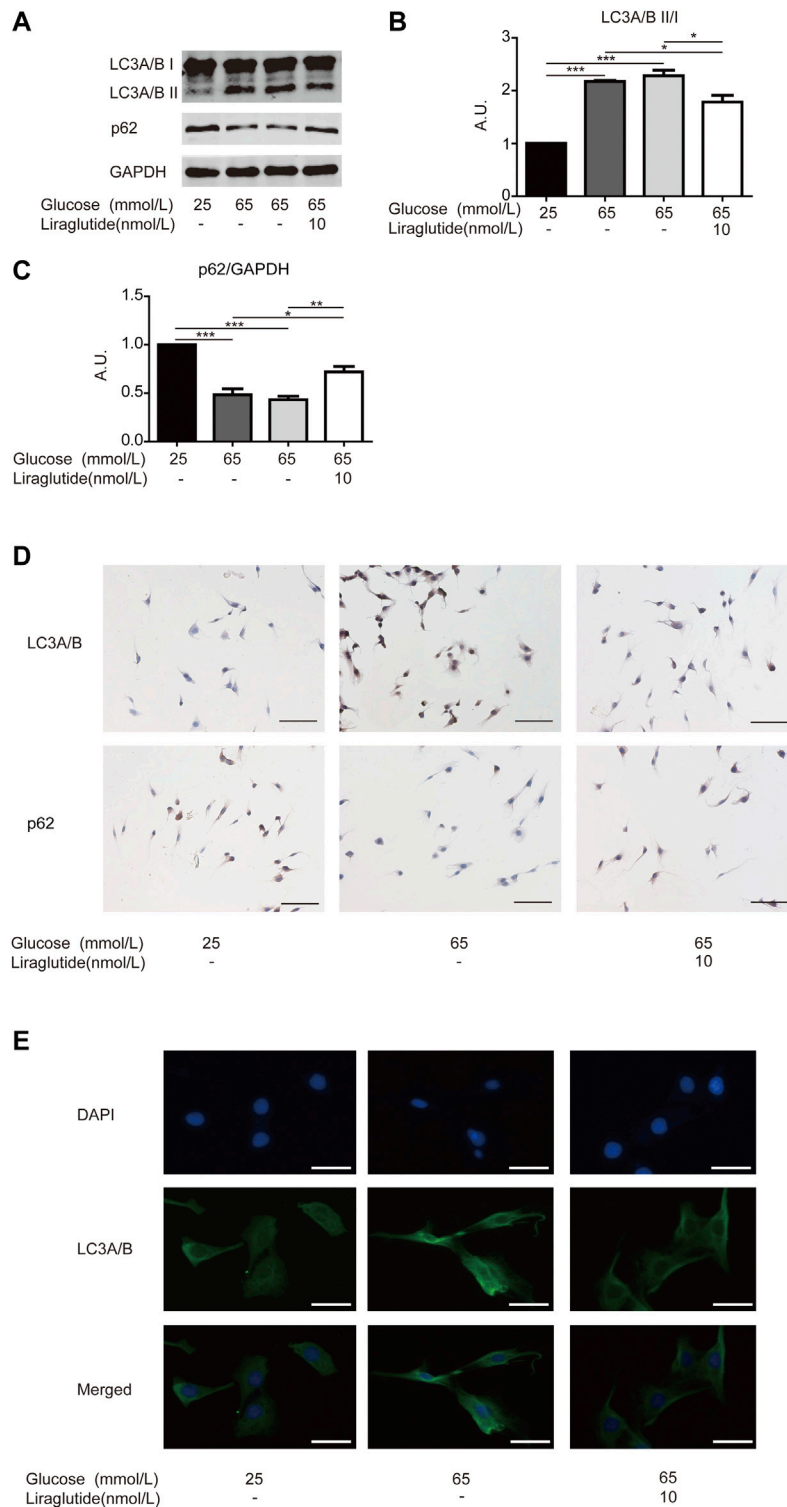 A
LC3A/B I
LC3A/B II
p62
GAPDH
Glucose (mmol/L) 25 65 65 65
Liraglutide(nmol/L) - - - 10
B
LC3A/B II/I
A.U.
3
2
1
0
*
*
***
***
Glucose (mmol/L) 25 65 65 65
Liraglutide(nmol/L) - - - 10
C
p62/GAPDH
A.U.
1.5
1.0
0.5
0.0
**
*
***
***
Glucose (mmol/L) 25 65 65 65
Liraglutide(nmol/L) - - - 10
D
LC3A/B
p62
Glucose (mmol/L) 25 65 65
Liraglutide(nmol/L) - - 10
E
DAPI
LC3A/B
Merged
Glucose (mmol/L) 25 65 65
Liraglutide(nmol/L) - - 10